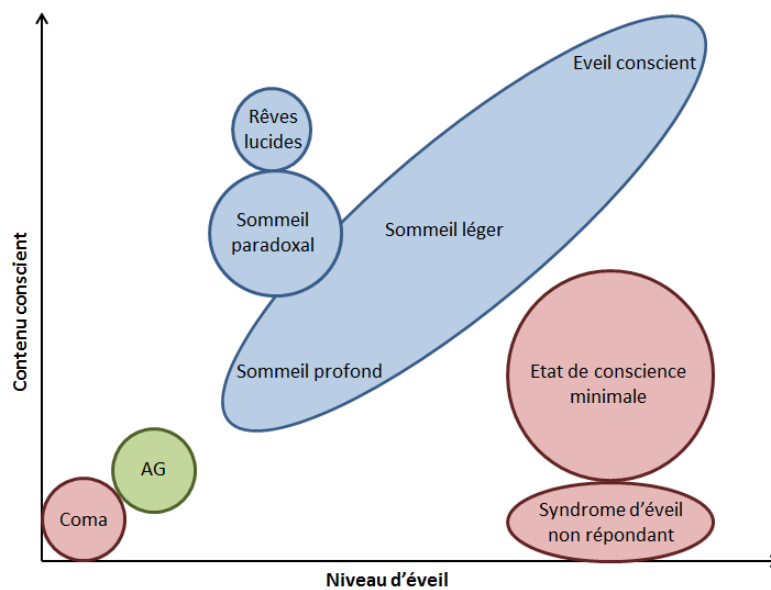 Eveil conscient
Rêves
lucides
Sommeil
paradoxal
Sommeil léger
Sommeil profond
Etat de conscience
minimale
AG
Coma
Syndrome d'éveil
non répondant
Contenu conscient
Niveau d'éveil